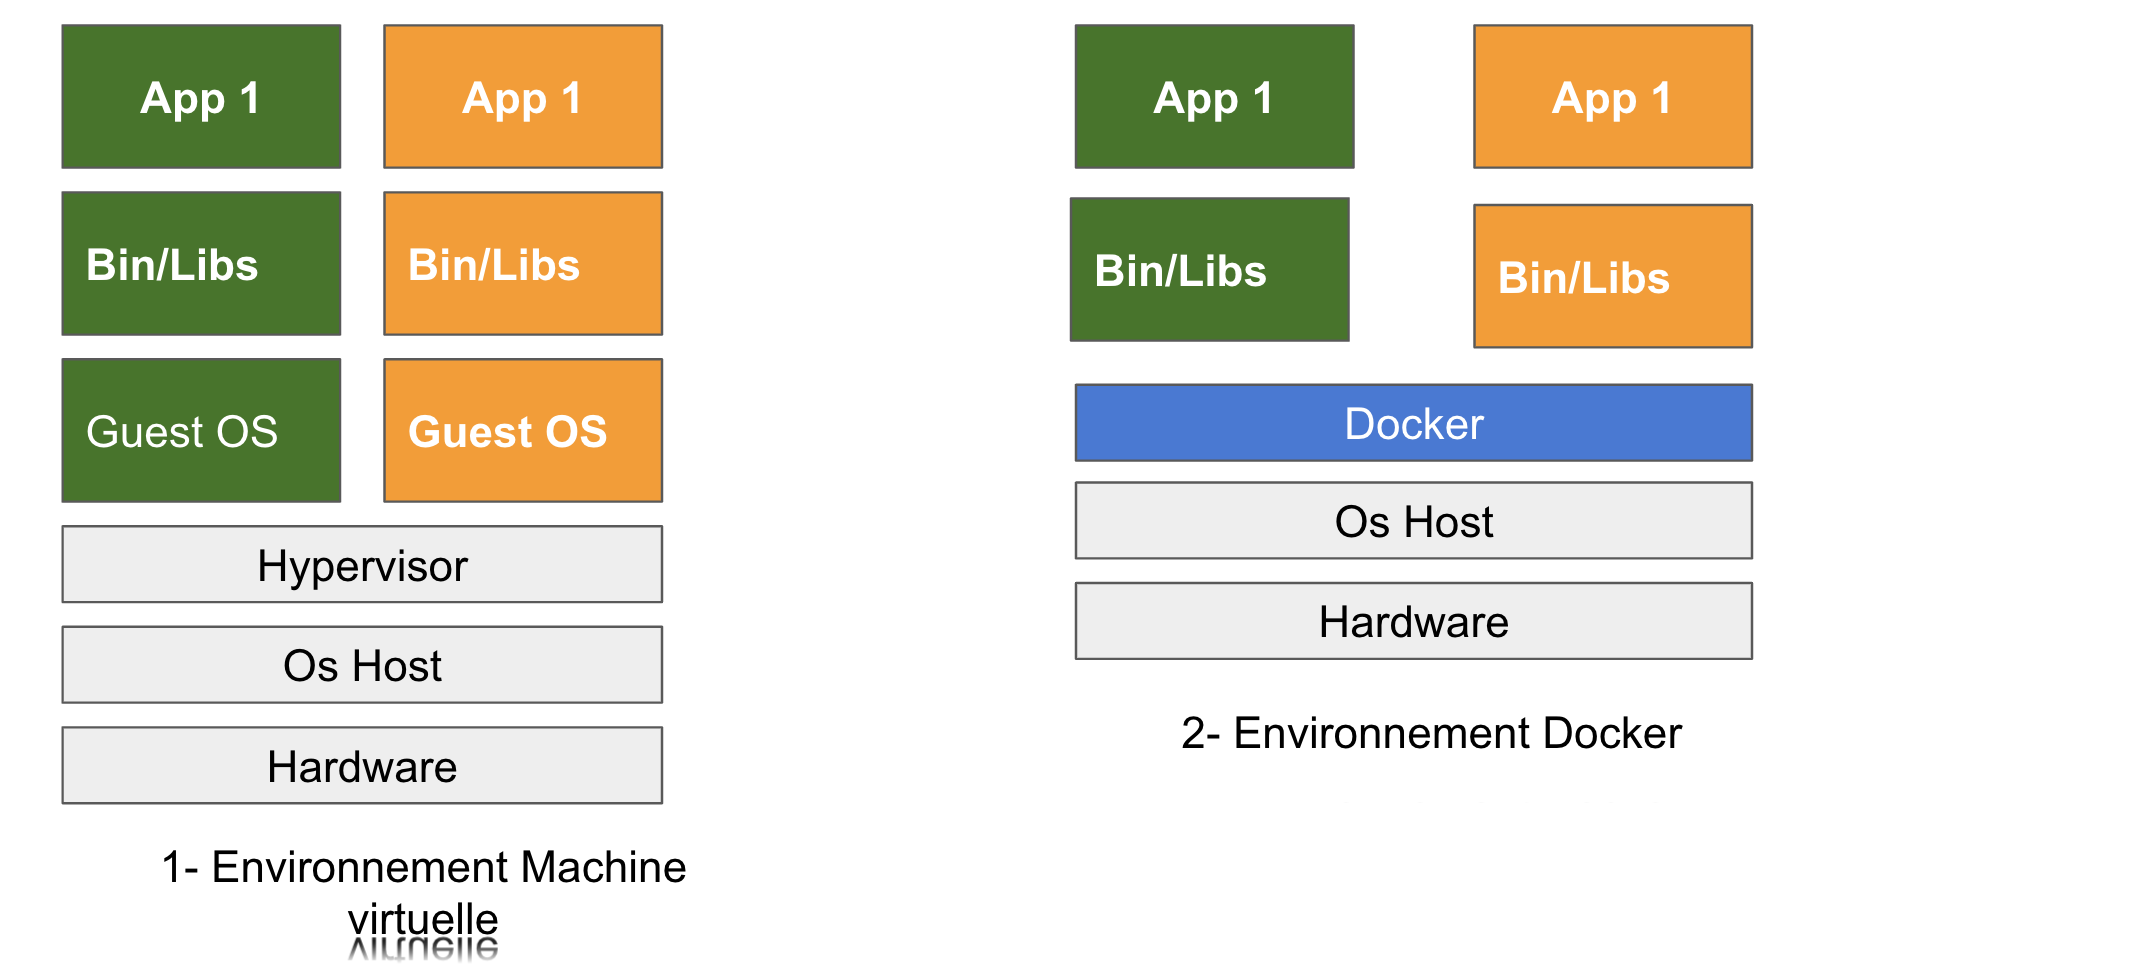 App 1
App 1
Bin/Libs
Bin/Libs
Guest OS
Guest OS
Hypervisor
Os Host
Hardware
1- Environnement Machine
virtuelle
App 1
App 1
Bin/Libs
Bin/Libs
Docker
Os Host
Hardware
2- Environnement Docker